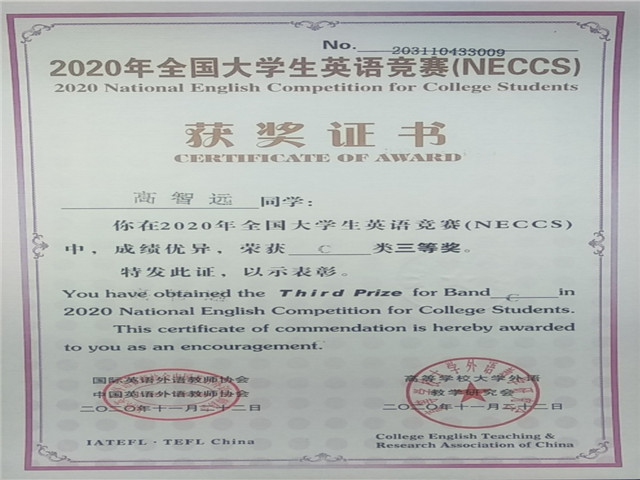 No. 203110433009
2020年全国大学生英语竞赛(NECCS)
2020 National English Competition for College Students
获奖证书
CERTIFICATE OF AWARD
高智远同学：
你在2020年全国大学生英语竞赛(NECCS)
中，成绩优异，荣获 C 类三等奖。
特发此证，以示表彰。
You have obtained the Third Prize for Band C in
2020 National English Competition for College Students.
This certificate of commendation is hereby awarded
to you as an encouragement.
国际英语外语教师协会
中国英语外语教师协会
二〇二〇年十一月二十二日
IATEFL·TEFL China
高等学校大学外语
教学研究会
二〇二〇年十一月二十二日
College English Teaching &
Research Association of China